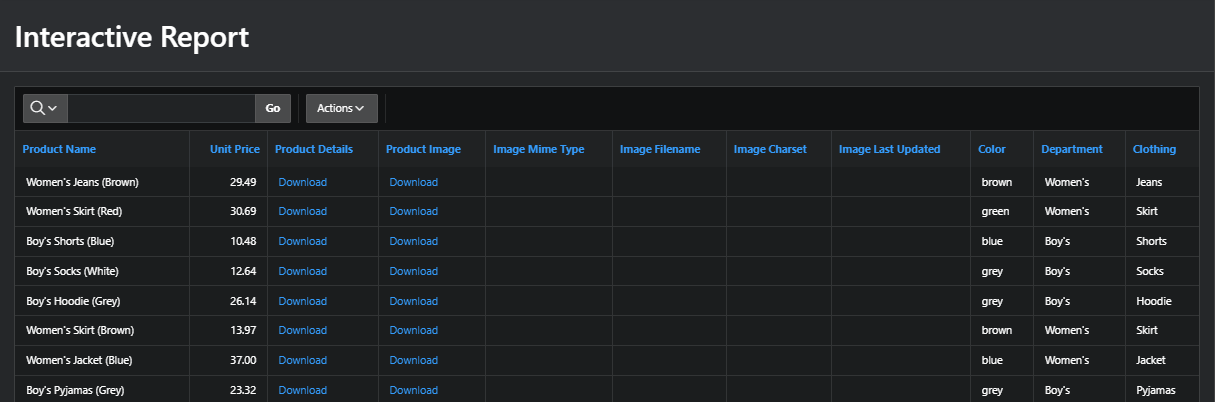 Interactive Report
Go Actions
Product Name Unit Price Product Details Product Image Image Mime Type Image Filename Image Charset Image Last Updated Color Department Clothing
Women's Jeans (Brown) 29.49 Download Download brown Women's Jeans
Women's Skirt (Red) 30.69 Download Download green Women's Skirt
Boy's Shorts (Blue) 10.48 Download Download blue Boy's Shorts
Boy's Socks (White) 12.64 Download Download grey Boy's Socks
Boy's Hoodie (Grey) 26.14 Download Download grey Boy's Hoodie
Women's Skirt (Brown) 13.97 Download Download brown Women's Skirt
Women's Jacket (Blue) 37.00 Download Download blue Women's Jacket
Boy's Pyjamas (Grey) 23.32 Download Download grey Boy's Pyjamas